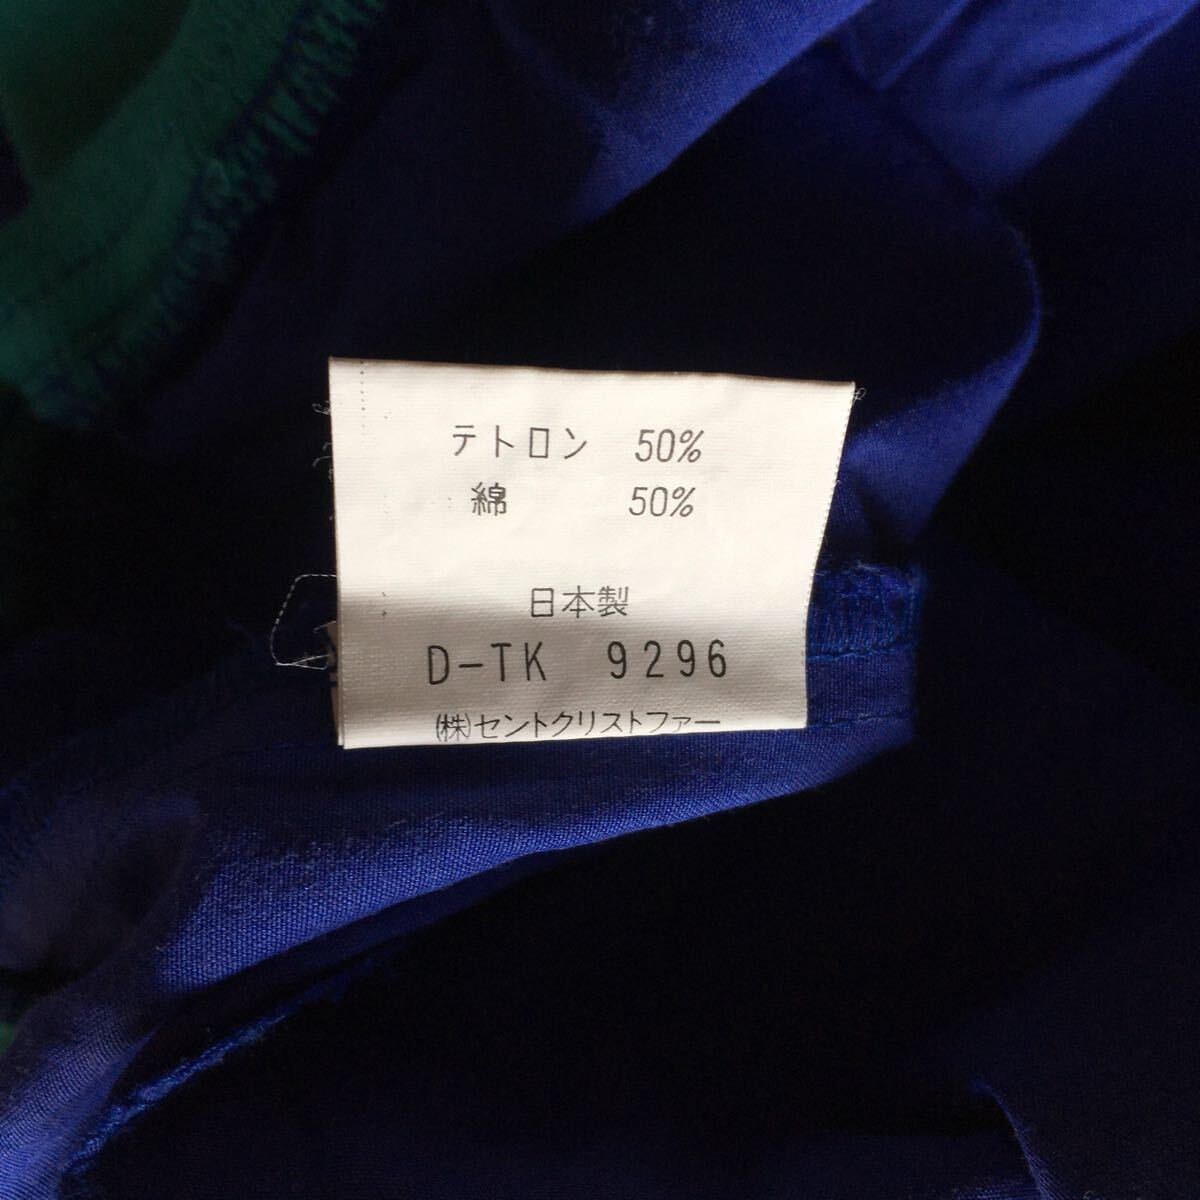 テトロン 50%
綿 50%
日本製
D-TK 9296
(株)セントクリストファー